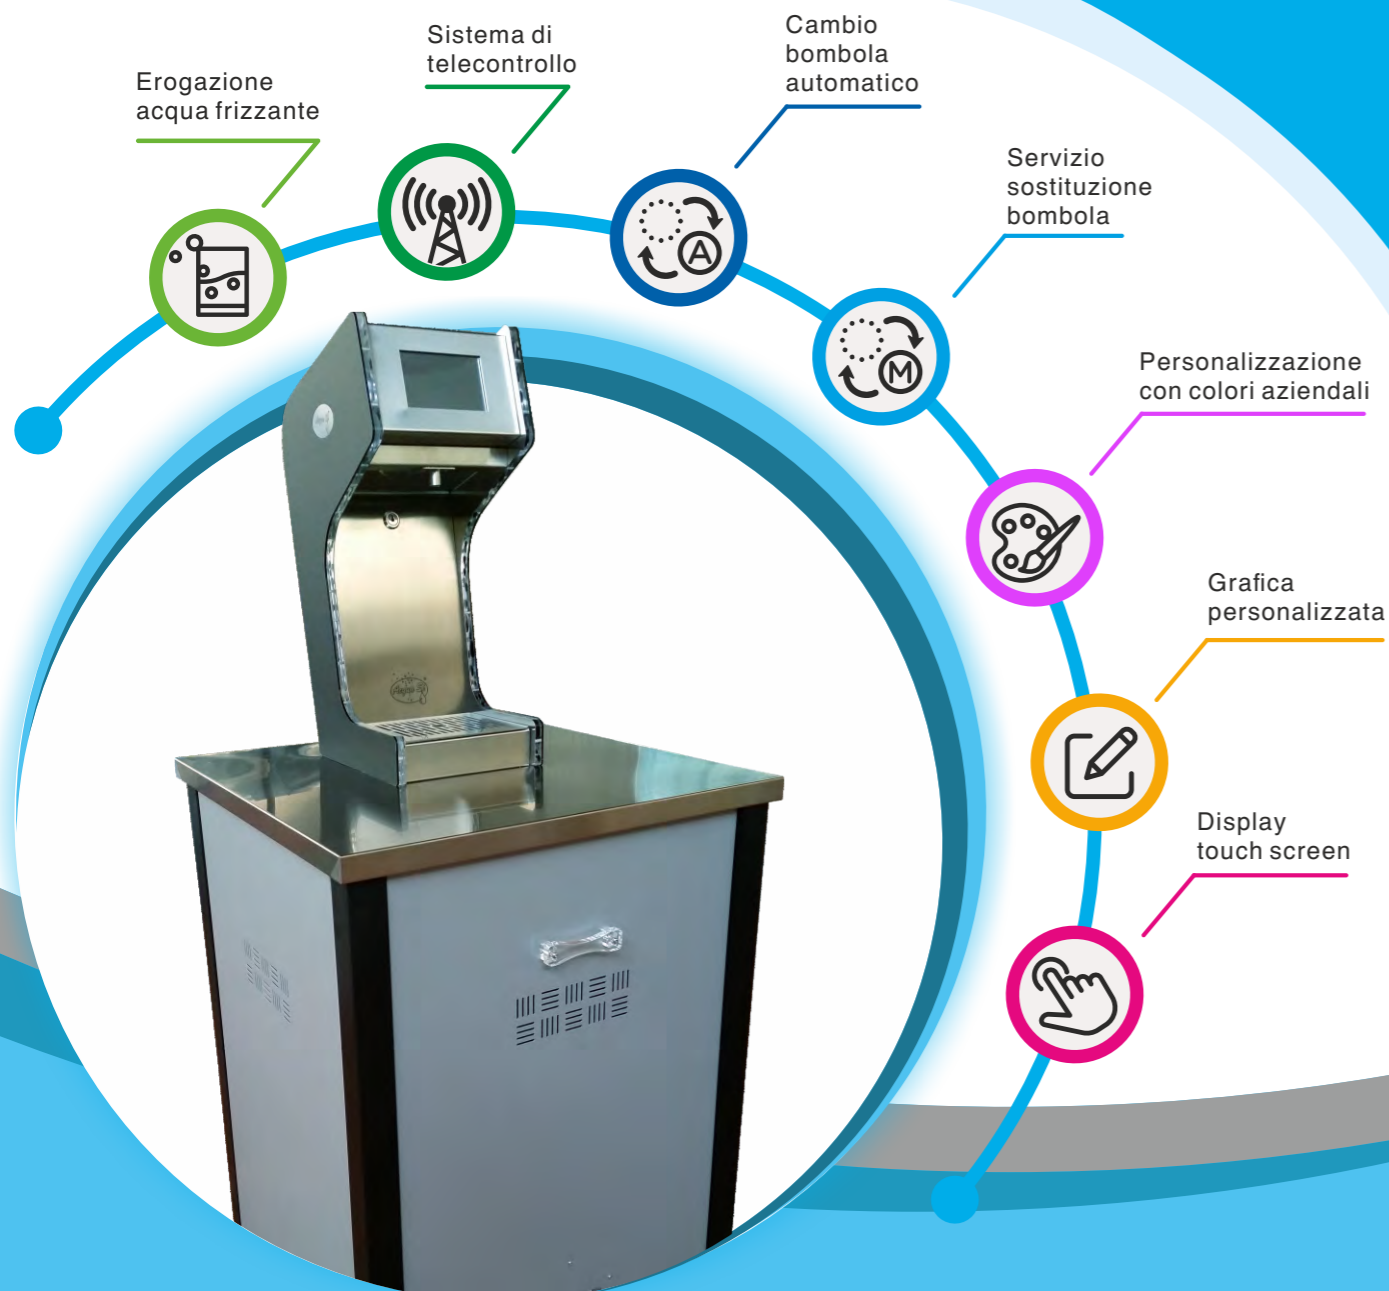 Erogazione
acqua frizzante
Sistema di
telecontrollo
Cambio
bombola
automatico
A
Servizio
sostituzione
bombola
M
Personalizzazione
con colori aziendali
Grafica
personalizzata
Display
touch screen